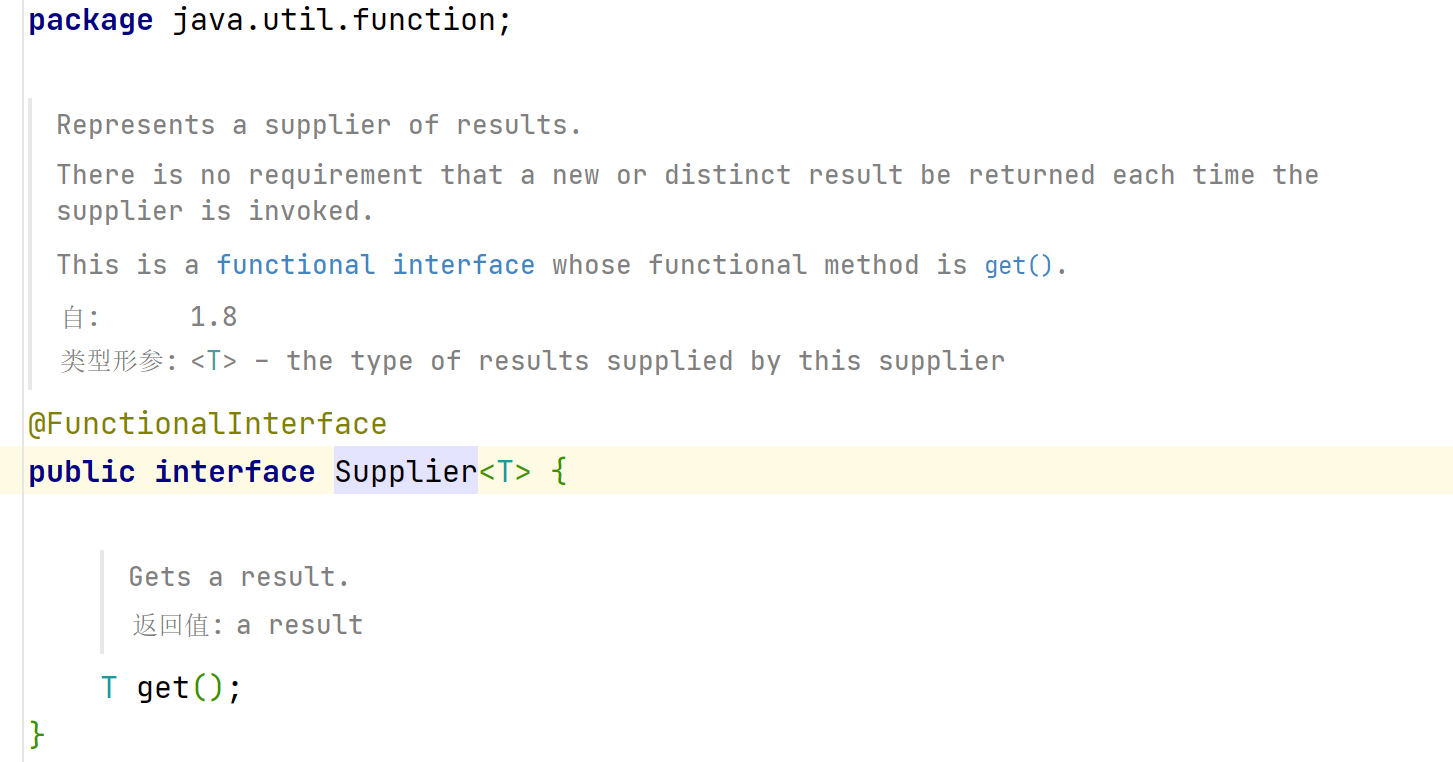 package java.util.function;
Represents a supplier of results.
There is no requirement that a new or distinct result be returned each time the
supplier is invoked.
This is a functional interface whose functional method is get().
自: 1.8
类型形参: <T> – the type of results supplied by this supplier
@FunctionalInterface
public interface Supplier<T> {
Gets a result.
返回值: a result
T get();
}